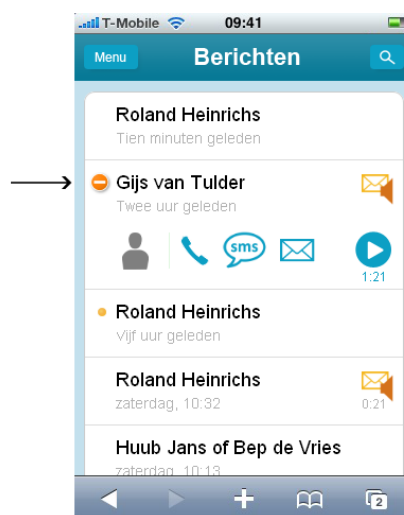 T-Mobile 09:41
Menu Berichten
Roland Heinrichs
Tien minuten geleden
Gijs van Tulder
Twee uur geleden
sms
1:21
Roland Heinrichs
Vijf uur geleden
Roland Heinrichs
zaterdag, 10:32 0:21
Huub Jans of Bep de Vries
zaterdag, 10:13
2